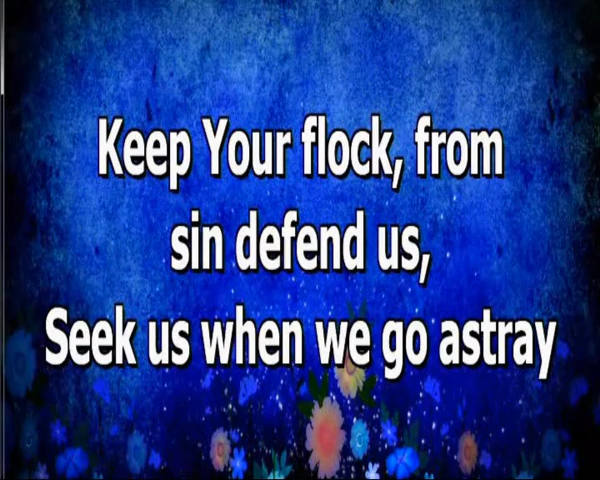 Keep Your flock, from
sin defend us,
Seek us when we go astray